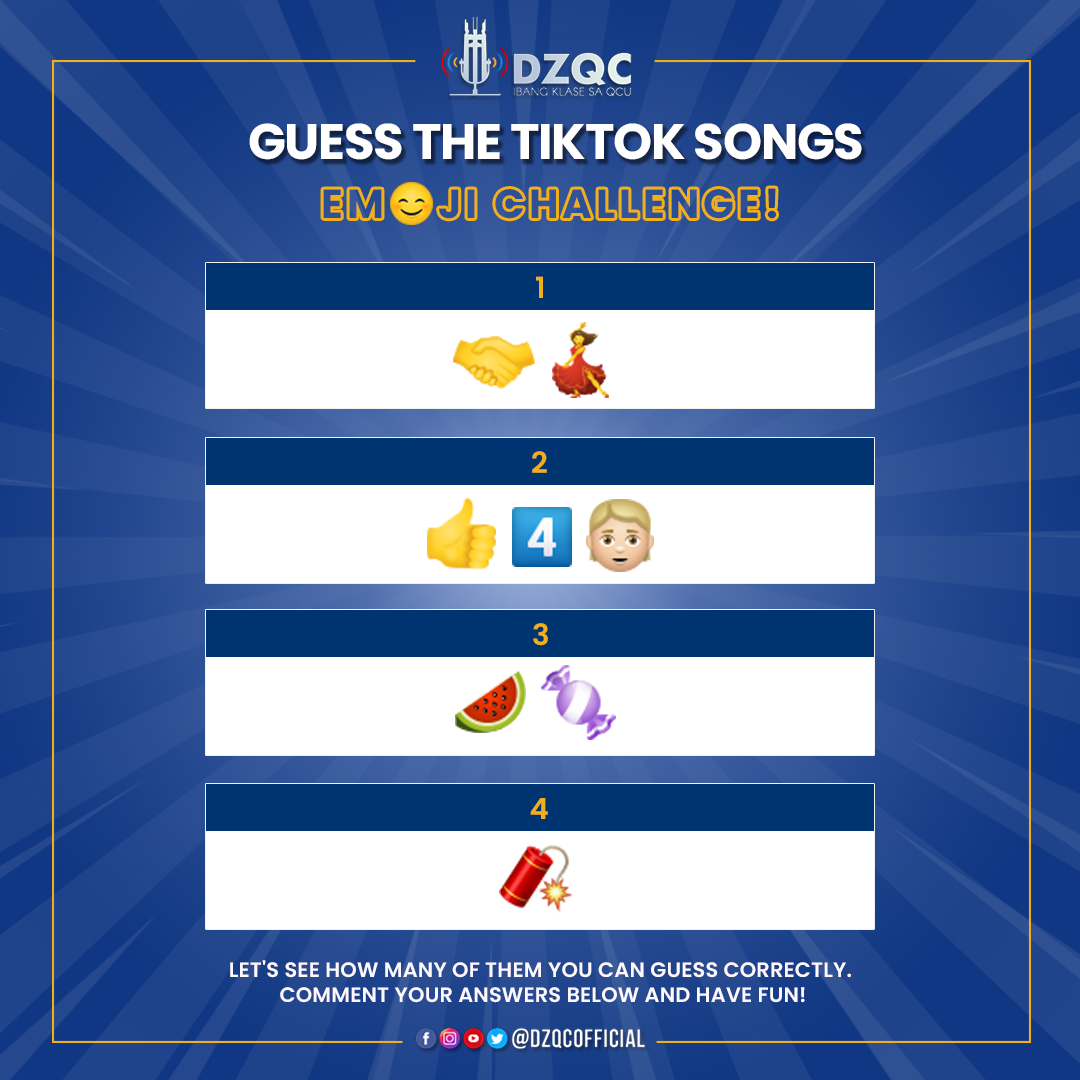 DZQC
IBANG KLASE SA QCU
GUESS THE TIKTOK SONGS
EM😊JI CHALLENGE!
1
2
4
3
4
LET'S SEE HOW MANY OF THEM YOU CAN GUESS CORRECTLY.
COMMENT YOUR ANSWERS BELOW AND HAVE FUN!
@DZQCOFFICIAL